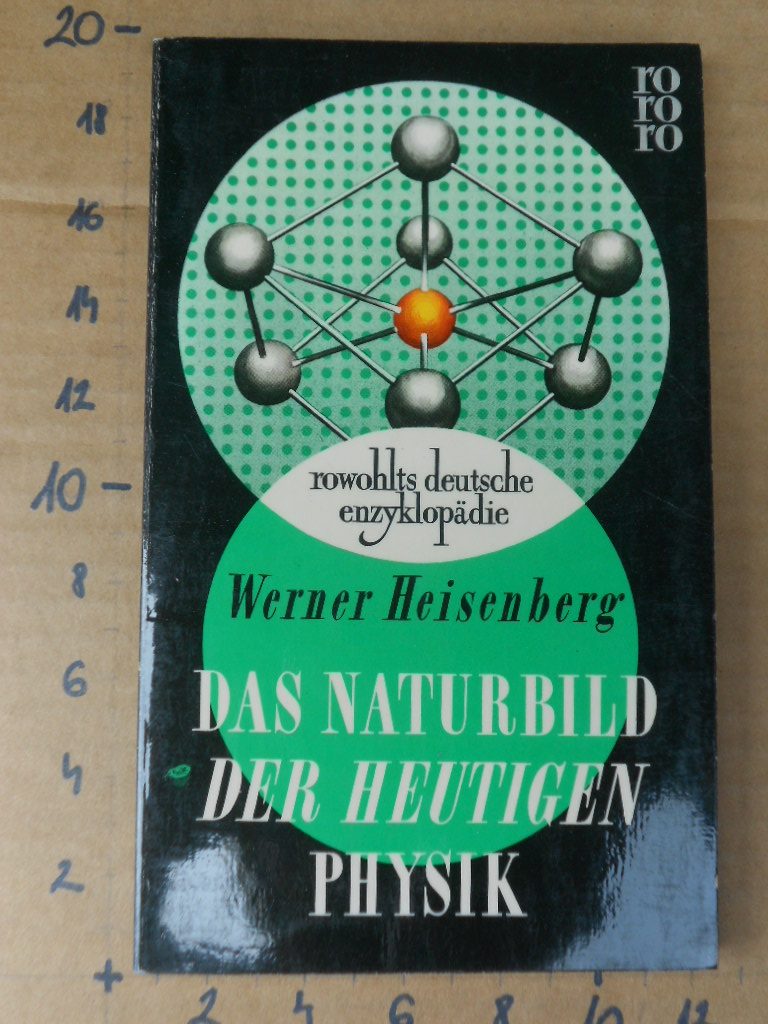 20
18
16
14
12
10
8
6
4
2
ro
ro
ro
rowohlts deutsche
enzyklopädie
Werner Heisenberg
DAS NATURBILD
DER HEUTIGEN
PHYSIK
2 4 6 8 10 12